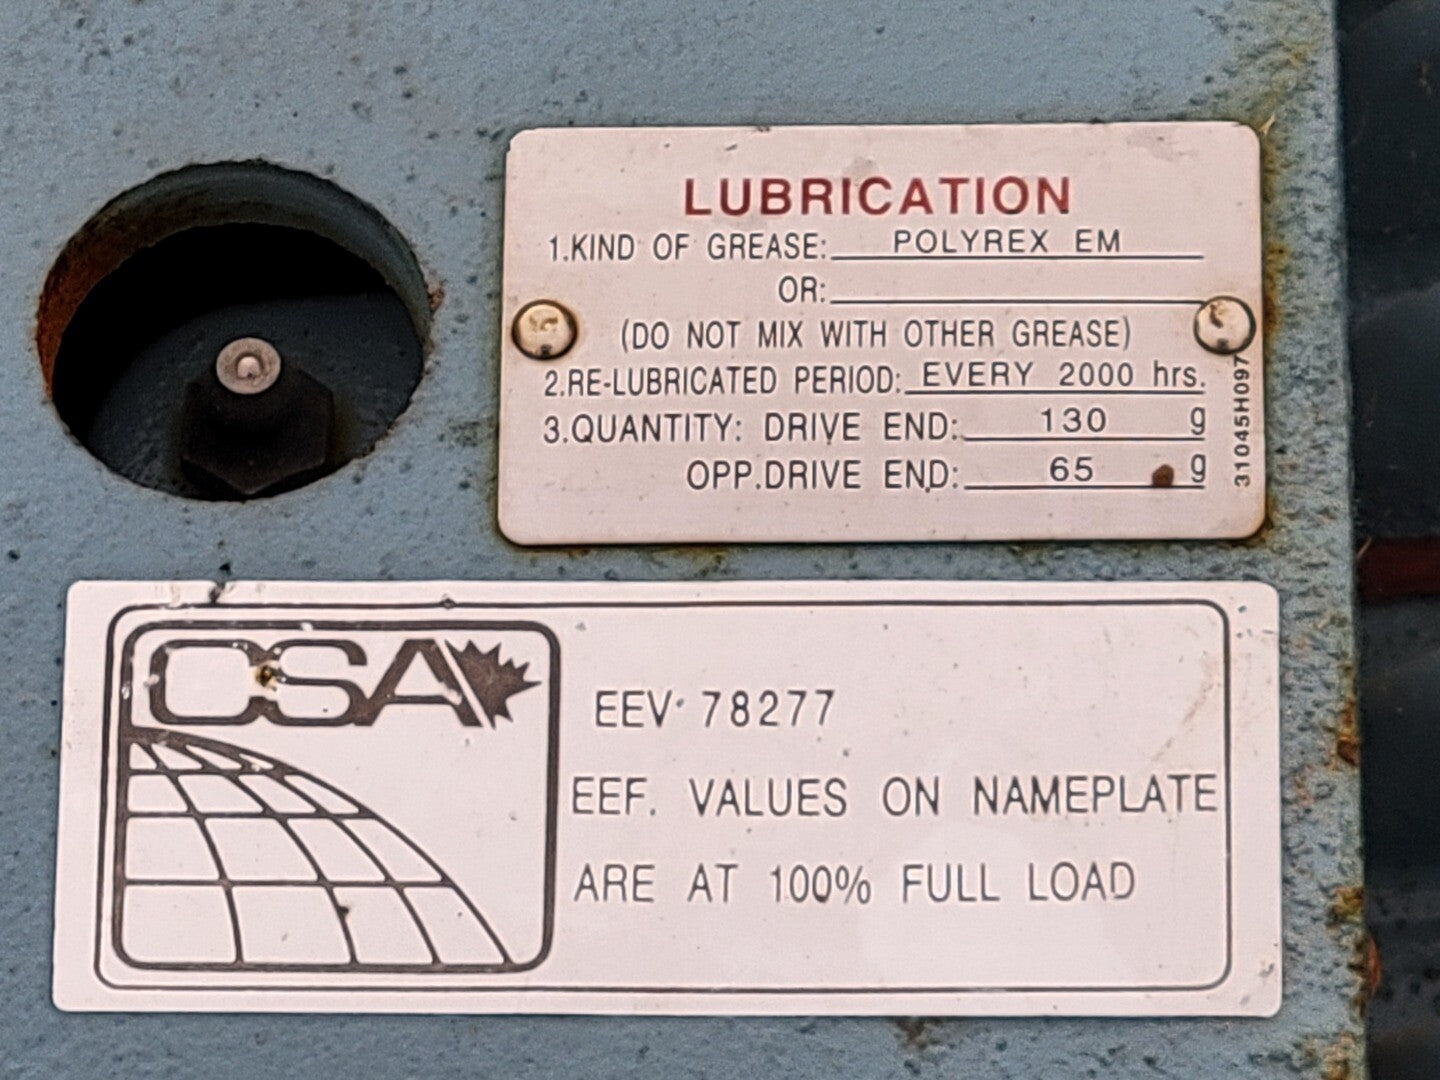 LUBRICATION
1.KIND OF GREASE: POLYREX EM
OR:
(DO NOT MIX WITH OTHER GREASE)
2.RE-LUBRICATED PERIOD: EVERY 2000 hrs.
3.QUANTITY: DRIVE END: 130 g
OPP.DRIVE END: 65 g
31045H097
CSA
EEV 78277
EEF. VALUES ON NAMEPLATE
ARE AT 100% FULL LOAD